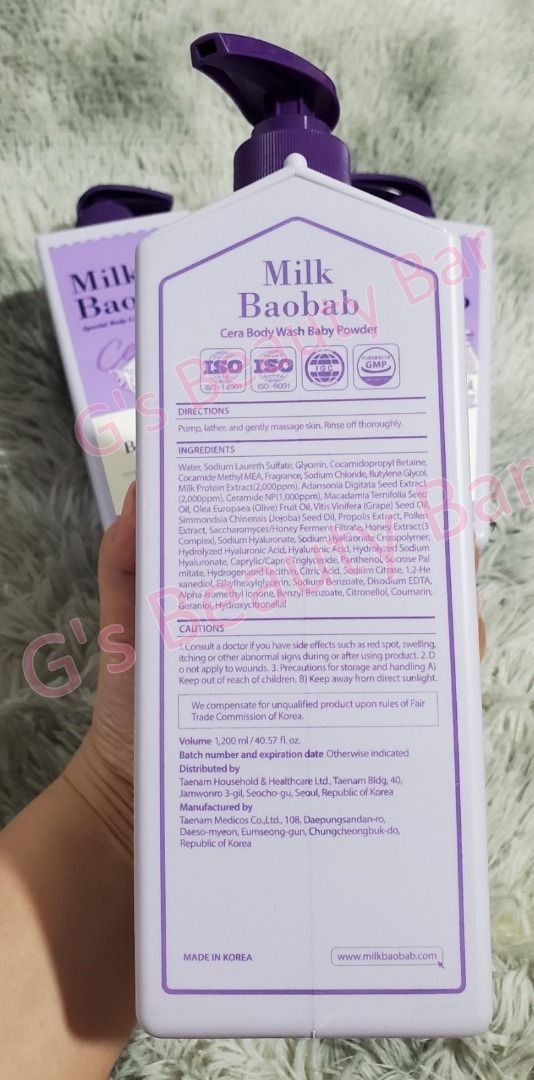 Milk
Baobab
Cera Body Wash Baby Powder
ISO ISO IGC GMP
ISO-14001 ISO-9001
DIRECTIONS
Pump, lather, and gently massage skin. Rinse off thoroughly.
INGREDIENTS
Water, Sodium Laureth Sulfate, Glycerin, Cocamidopropyl Betaine,
Cocamide Methyl MEA, Fragrance, Sodium Chloride, Butylene Glycol,
Milk Protein Extract(2,000ppm), Adansonia Digitata Seed Extract
(2,000ppm), Ceramide NP(1,000ppm), Macadamia Ternifolia Seed
Oil, Olea Europaea (Olive) Fruit Oil, Vitis Vinifera (Grape) Seed Oil,
Simmondsia Chinensis (Jojoba) Seed Oil, Propolis Extract, Pollen
Extract, Saccharomyces/Honey Ferment Filtrate, Honey Extract(3
Complex), Sodium Hyaluronate, Sodium Hyaluronate Crosspolymer,
Hydrolyzed Hyaluronic Acid, Hyaluronic Acid, Hydrolyzed Sodium
Hyaluronate, Caprylic/Capric Triglyceride, Panthenol, Sucrose Pal
mitate, Hydrogenated Lecithin, Citric Acid, Sodium Citrate, 1,2-He
xanediol, Ethylhexylglycerin, Sodium Benzoate, Disodium EDTA,
Alpha-Isomethyl Ionone, Benzyl Benzoate, Citronellol, Coumarin,
Geraniol, Hydroxycitronellal
CAUTIONS
1. Consult a doctor if you have side effects such as red spot, swelling,
itching or other abnormal signs during or after using product. 2. D
o not apply to wounds. 3. Precautions for storage and handling A)
Keep out of reach of children. B) Keep away from direct sunlight.
We compensate for unqualified product upon rules of Fair
Trade Commission of Korea.
Volume 1,200 ml / 40.57 fl. oz.
Batch number and expiration date Otherwise indicated
Distributed by
Taenam Household & Healthcare Ltd., Taenam Bldg, 40,
Jamwonro 3-gil, Seocho-gu, Seoul, Republic of Korea
Manufactured by
Taenam Medicos Co.,Ltd., 108, Daepungsandan-ro,
Daeso-myeon, Eumseong-gun, Chungcheongbuk-do,
Republic of Korea
MADE IN KOREA
www.milkbaobab.com
G's Beauty Bar
G's Beauty Bar